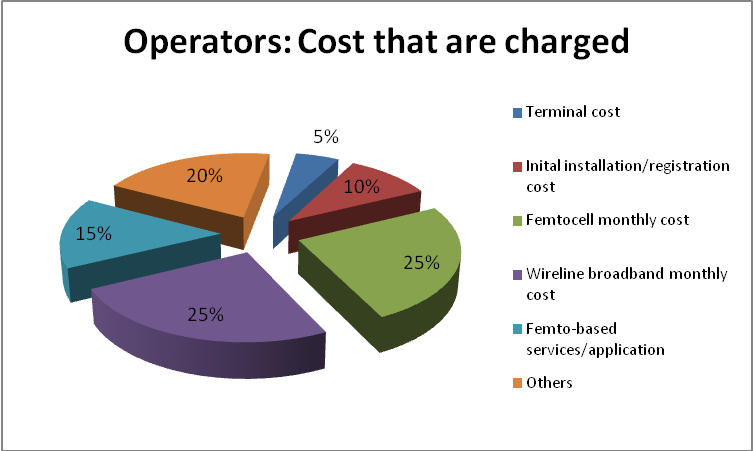 Operators: Cost that are charged
5%
10%
25%
25%
15%
20%
Terminal cost
Inital installation/registration
cost
Femtocell monthly cost
Wireline broadband monthly
cost
Femto-based
services/application
Others